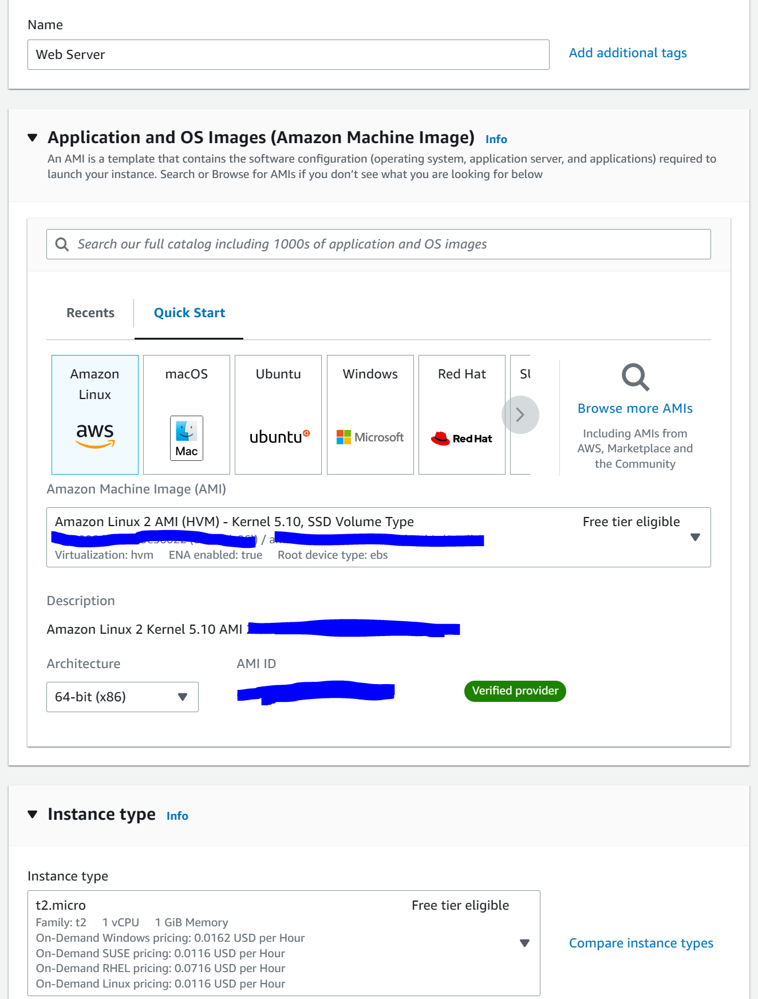 Name
Web Server
Add additional tags
Application and OS Images (Amazon Machine Image) Info
An AMI is a template that contains the software configuration (operating system, application server, and applications) required to
launch your instance. Search or Browse for AMIs if you don’t see what you are looking for below
Search our full catalog including 1000s of application and OS images
Recents
Quick Start
Amazon
Linux
aws
macOS
Mac
Ubuntu
ubuntu
Windows
Microsoft
Red Hat
Red Hat
Browse more AMIs
Including AMIs from
AWS, Marketplace and
the Community
Amazon Machine Image (AMI)
Amazon Linux 2 AMI (HVM) - Kernel 5.10, SSD Volume Type
Free tier eligible
Virtualization: hvm ENA enabled: true Root device type: ebs
Description
Amazon Linux 2 Kernel 5.10 AMI
Architecture
AMI ID
64-bit (x86)
Verified provider
Instance type Info
Instance type
t2.micro
Free tier eligible
Family: t2 1 vCPU 1 GiB Memory
On-Demand Windows pricing: 0.0162 USD per Hour
On-Demand SUSE pricing: 0.0116 USD per Hour
On-Demand RHEL pricing: 0.0716 USD per Hour
On-Demand Linux pricing: 0.0116 USD per Hour
Compare instance types